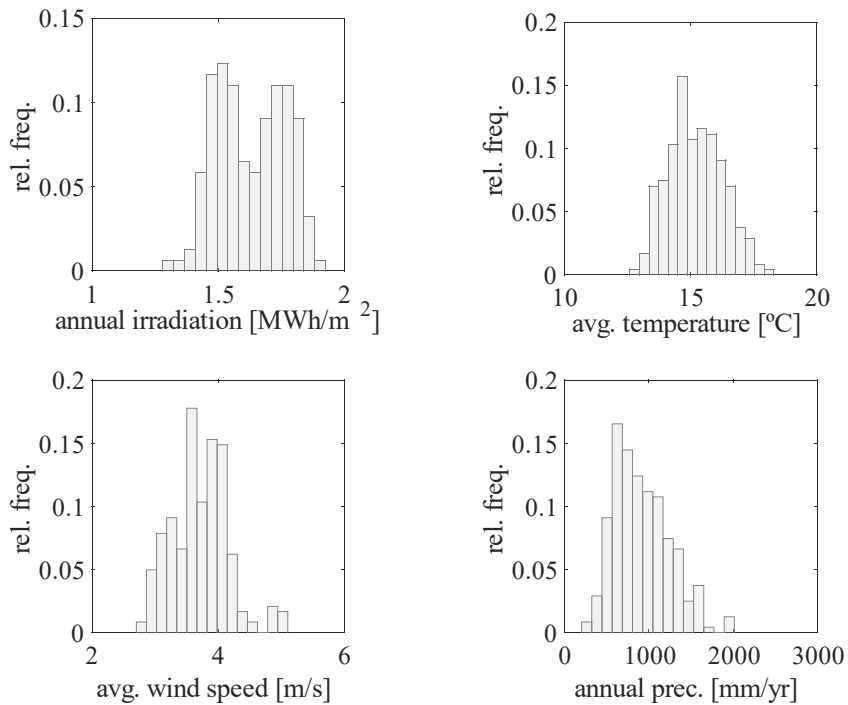 0.15
0.1
0.05
0
rel. freq.
1 1.5 2
annual irradiation [MWh/m 2 ]
0.2
0.15
0.1
0.05
0
rel. freq.
10 15 20
avg. temperature [ºC]
0.2
0.15
0.1
0.05
0
rel. freq.
2 4 6
avg. wind speed [m/s]
0.2
0.15
0.1
0.05
0
rel. freq.
0 1000 2000 3000
annual prec. [mm/yr]